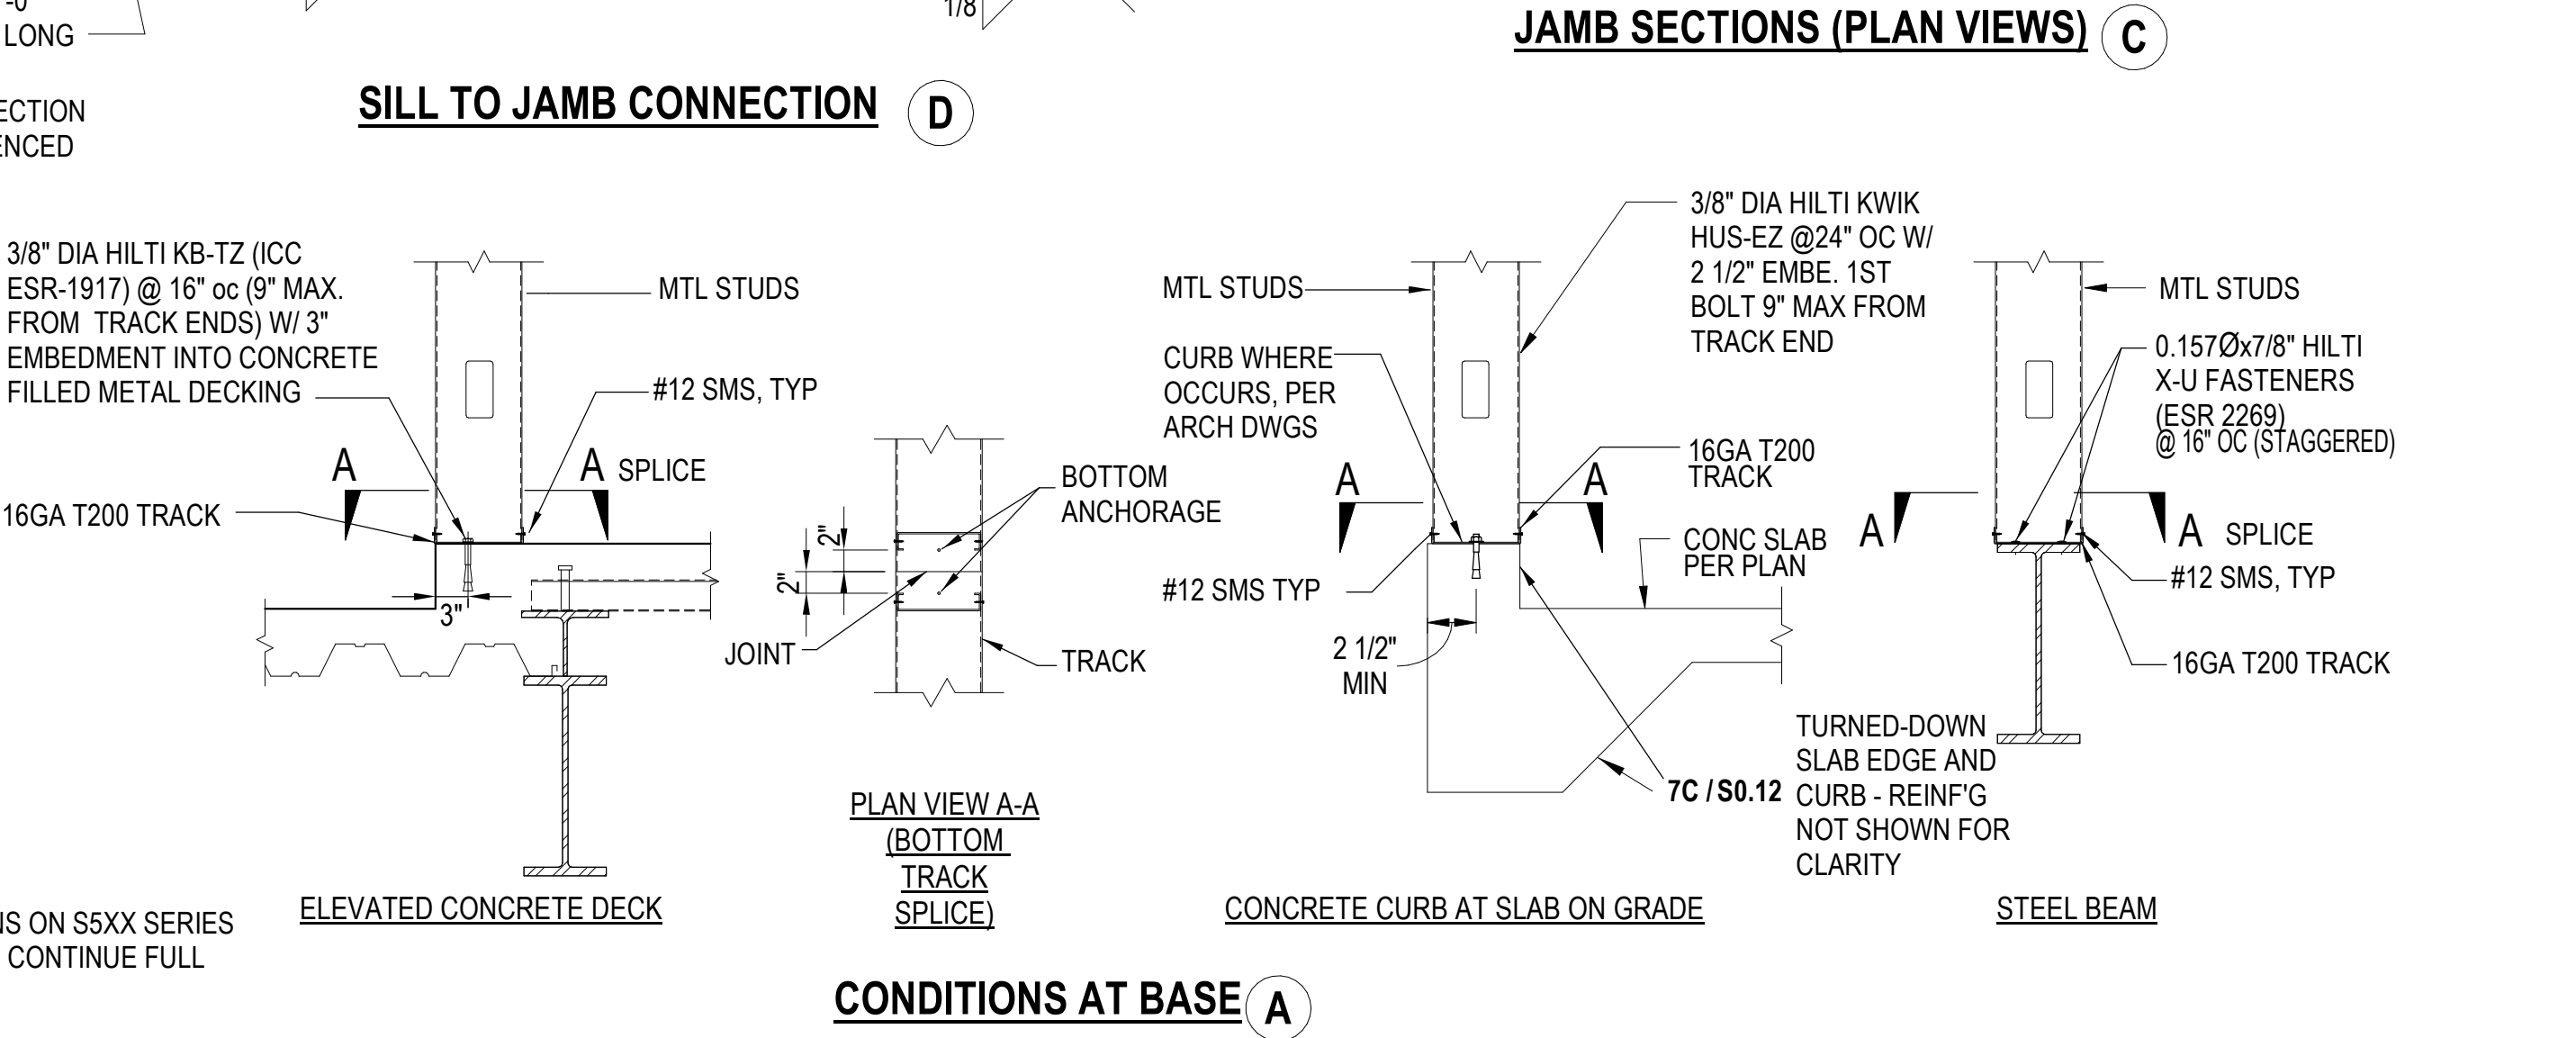 -0
LONG
ECTION
ENCED
1/8
SILL TO JAMB CONNECTION
D
JAMB SECTIONS (PLAN VIEWS)
C
3/8" DIA HILTI KB-TZ (ICC
ESR-1917) @ 16" oc (9" MAX.
FROM TRACK ENDS) W/ 3"
EMBEDMENT INTO CONCRETE
FILLED METAL DECKING
MTL STUDS
#12 SMS, TYP
A
A
SPLICE
16GA T200 TRACK
3"
ELEVATED CONCRETE DECK
2"
2"
BOTTOM
ANCHORAGE
JOINT
TRACK
PLAN VIEW A-A
(BOTTOM
TRACK
SPLICE)
3/8" DIA HILTI KWIK
HUS-EZ @24" OC W/
2 1/2" EMBE. 1ST
BOLT 9" MAX FROM
TRACK END
MTL STUDS
CURB WHERE
OCCURS, PER
ARCH DWGS
A
A
16GA T200
TRACK
CONC SLAB
PER PLAN
#12 SMS TYP
2 1/2"
MIN
7C / S0.12
TURNED-DOWN
SLAB EDGE AND
CURB - REINF'G
NOT SHOWN FOR
CLARITY
CONCRETE CURB AT SLAB ON GRADE
MTL STUDS
0.157Øx7/8" HILTI
X-U FASTENERS
(ESR 2269)
@ 16" OC (STAGGERED)
A
A
SPLICE
#12 SMS, TYP
16GA T200 TRACK
STEEL BEAM
NS ON S5XX SERIES
CONTINUE FULL
CONDITIONS AT BASE
A